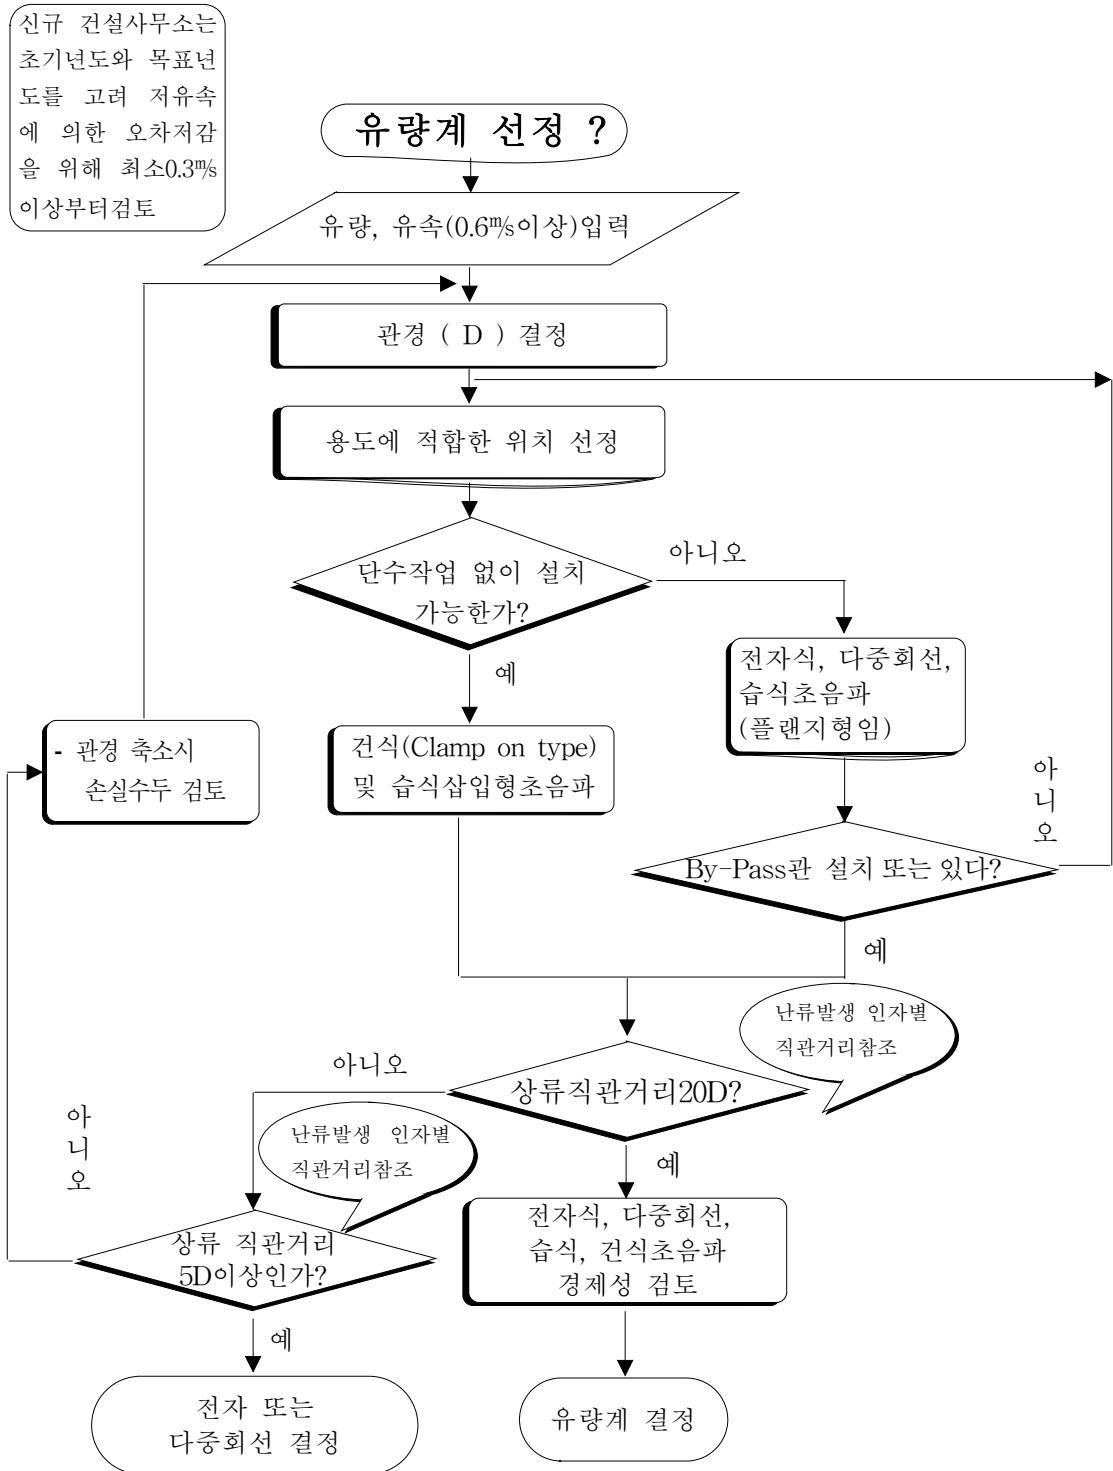 신규 건설사무소는
초기년도와 목표년
도를 고려 저유속
에 의한 오차저감
을 위해 최소0.3㎧
이상부터검토
유량계 선정 ?
유량, 유속(0.6㎧이상)입력
관경 ( D ) 결정
용도에 적합한 위치 선정
단수작업 없이 설치
가능한가?
아니오
예
전자식, 다중회선,
습식초음파
(플랜지형임)
건식(Clamp on type)
및 습식삽입형초음파
- 관경 축소시
손실수두 검토
아
니
오
By-Pass관 설치 또는 있다?
예
난류발생 인자별
직관거리참조
상류직관거리20D?
아니오
예
아
니
오
난류발생 인자별
직관거리참조
상류 직관거리
5D이상인가?
예
전자식, 다중회선,
습식, 건식초음파
경제성 검토
전자 또는
다중회선 결정
유량계 결정